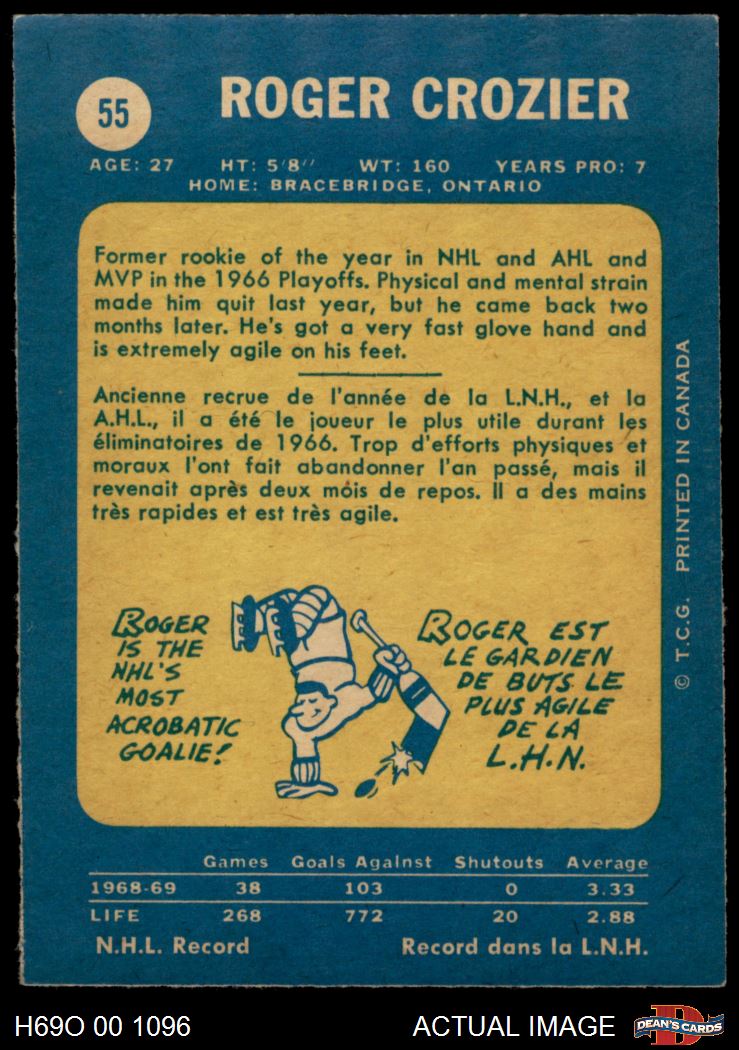 55
ROGER CROZIER
AGE: 27 HT: 5'8'' WT: 160 YEARS PRO: 7
HOME: BRACEBRIDGE, ONTARIO
Former rookie of the year in NHL and AHL and
MVP in the 1966 Playoffs. Physical and mental strain
made him quit last year, but he came back two
months later. He's got a very fast glove hand and
is extremely agile on his feet.
Ancienne recrue de l'année de la L.N.H., et la
A.H.L., il a été le joueur le plus utile durant les
éliminatoires de 1966. Trop d'efforts physiques et
moraux l'ont fait abandonner l'an passé, mais il
revenait après deux mois de repos. Il a des mains
très rapides et est très agile.
ROGER
IS THE
NHL'S
MOST
ACROBATIC
GOALIE!
ROGER EST
LE GARDIEN
DE BUTS LE
PLUS AGILE
DE LA
L.H.N.
© T.C.G. PRINTED IN CANADA
Games Goals Against Shutouts Average
1968-69 38 103 0 3.33
LIFE 268 772 20 2.88
N.H.L. Record Record dans la L.N.H.
H69O 00 1096
ACTUAL IMAGE
D
DEAN'S CARDS